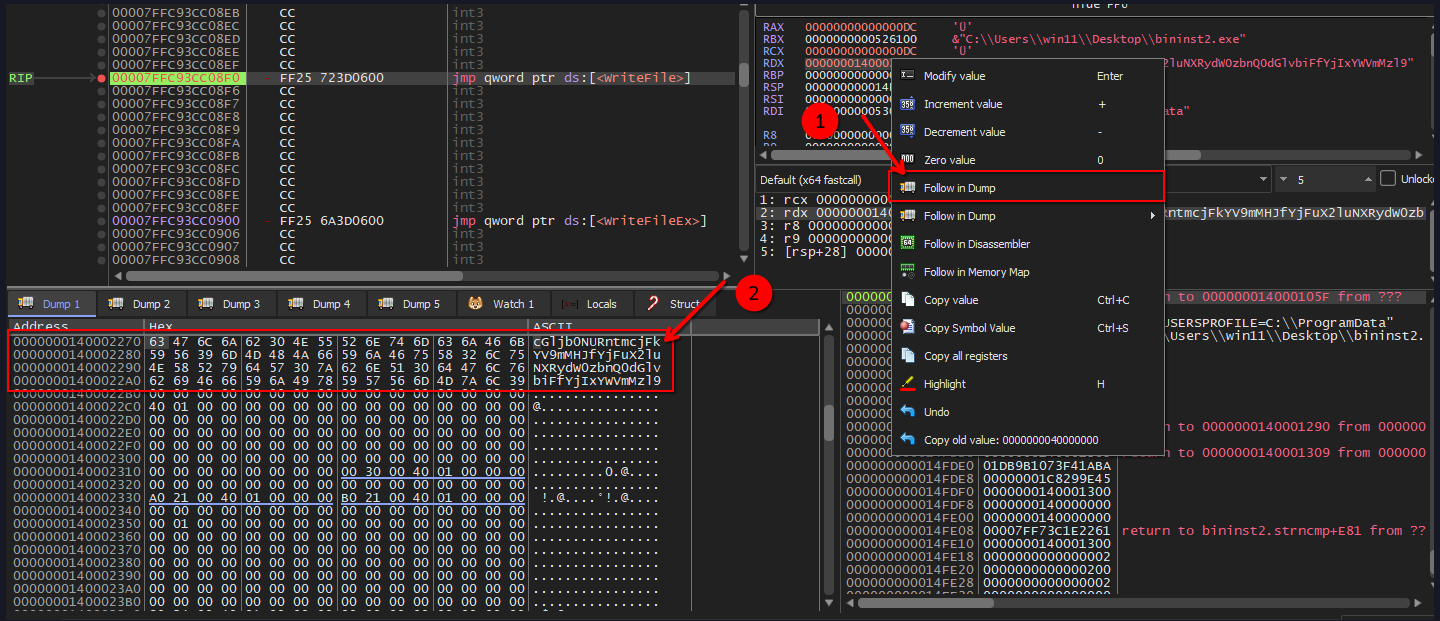 00007FFC93CC08EB CC int3
00007FFC93CC08EC CC int3
00007FFC93CC08ED CC int3
00007FFC93CC08EE CC int3
00007FFC93CC08EF CC int3
RIP 00007FFC93CC08F0 - FF25 723D0600 jmp qword ptr ds:[<WriteFile>]
00007FFC93CC08F6 CC int3
00007FFC93CC08F7 CC int3
00007FFC93CC08F8 CC int3
00007FFC93CC08F9 CC int3
00007FFC93CC08FA CC int3
00007FFC93CC08FB CC int3
00007FFC93CC08FC CC int3
00007FFC93CC08FD CC int3
00007FFC93CC08FE CC int3
00007FFC93CC08FF CC int3
00007FFC93CC0900 - FF25 6A3D0600 jmp qword ptr ds:[<WriteFileEx>]
00007FFC93CC0906 CC int3
00007FFC93CC0907 CC int3
00007FFC93CC0908 CC int3
Hide FPU
RAX 00000000000000DC 'Ü'
RBX 0000000000526100 &"C:\\Users\\win11\\Desktop\\bininst2.exe"
RCX 00000000000000DC 'Ü'
RDX 000000014000
2luNXRydWOzbnQ0dGlvbiFfYjIxYWVmMzl9"
RBP
RSP
RSI
RDI
ata"
R8
Default (x64 fastcall)
5
Unlocke
1: rcx
2: rdx
ntmcjFkYV9mMHJfYjFuX2luNXRydWOzb
3: r8
4: r9
5: [rsp+28]
Modify value Enter
Increment value +
Decrement value -
Zero value 0
Follow in Dump
Follow in Dump
Follow in Disassembler
Follow in Memory Map
Copy value Ctrl+C
Copy Symbol Value Ctrl+S
Copy all registers
Highlight H
Undo
Copy old value: 0000000040000000
1
2
Dump 1 Dump 2 Dump 3 Dump 4 Dump 5 Watch 1 Locals Struct
Address Hex ASCII
0000000140002270 63 47 6C 6A 62 30 4E 55 52 6E 74 6D 63 6A 46 6B cGljb0NURntmcjFk
0000000140002280 59 56 39 6D 4D 48 4A 66 59 6A 46 75 58 32 6C 75 YV9mMHJfYjFuX2lu
0000000140002290 4E 58 52 79 64 57 30 7A 62 6E 51 30 64 47 6C 76 NXRydW0zbnQ0dGlv
00000001400022A0 62 69 46 66 59 6A 49 78 59 57 56 6D 4D 7A 6C 39 biFfYjIxYWVmMzl9
00 00 00 00 00 00 00 00 00 00 00 00 00 00 00 00 ................
00000001400022C0 40 01 00 00 00 00 00 00 00 00 00 00 00 00 00 00 @...............
00000001400022D0 00 00 00 00 00 00 00 00 00 00 00 00 00 00 00 00 ................
00000001400022E0 00 00 00 00 00 00 00 00 00 00 00 00 00 00 00 00 ................
00000001400022F0 00 00 00 00 00 00 00 00 00 00 00 00 00 00 00 00 ................
0000000140002300 00 00 00 00 00 00 00 00 00 00 00 00 00 00 00 00 ................
0000000140002310 00 00 00 00 00 00 00 00 00 30 00 40 01 00 00 00 .........0.@....
0000000140002320 00 00 00 00 00 00 00 00 00 00 00 00 00 00 00 00 ................
0000000140002330 A0 21 00 40 01 00 00 00 B0 21 00 40 01 00 00 00 !.@....°!.@....
0000000140002340 00 00 00 00 00 00 00 00 00 00 00 00 00 00 00 00 ................
0000000140002350 00 01 00 00 00 00 00 00 00 00 00 00 00 00 00 00 ................
0000000140002360 00 00 00 00 00 00 00 00 00 00 00 00 00 00 00 00 ................
0000000140002370 00 00 00 00 00 00 00 00 00 00 00 00 00 00 00 00 ................
0000000140002380 00 00 00 00 00 00 00 00 00 00 00 00 00 00 00 00 ................
0000000140002390 00 00 00 00 00 00 00 00 00 00 00 00 00 00 00 00 ................
00000001400023A0 00 00 00 00 00 00 00 00 00 00 00 00 00 00 00 00 ................
00000001400023B0 00 00 00 00 00 00 00 00 00 00 00 00 00 00 00 00 ................
n to 000000014000105F from ???
USERSPROFILE=C:\\ProgramData"
\Users\\win11\\Desktop\\bininst2.
n to 0000000140001290 from 000000
return to 0000000140001309 from 000000
000000000014FDE0 01DB9B1073F41ABA
000000000014FDE8 00000001C8299E45
000000000014FDF0 0000000140001300
000000000014FDF8 0000000140000000
000000000014FE00 0000000140000000
000000000014FE08 00007FF73C1E2261 return to bininst2.strncmp+E81 from ??
000000000014FE10 0000000140001300
000000000014FE18 0000000000000002
000000000014FE20 0000000000000200
000000000014FE28 0000000000000002